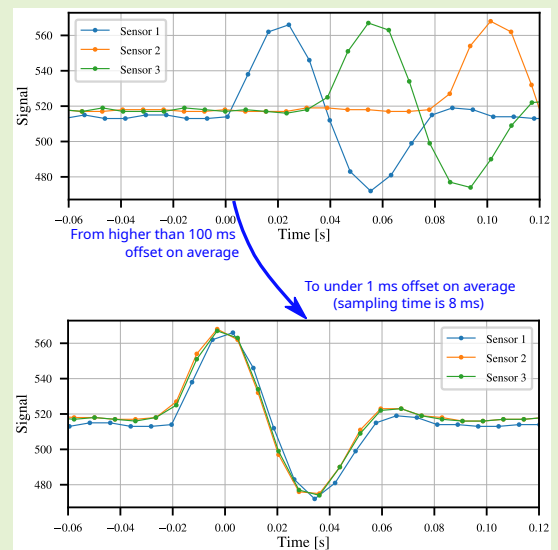 560
540
520
500
480
Signal
Sensor 1
Sensor 2
Sensor 3
−0.06 −0.04 −0.02 0.00 0.02 0.04 0.06 0.08 0.10 0.12
Time [s]
From higher than 100 ms
offset on average
To under 1 ms offset on average
(sampling time is 8 ms)
560
540
520
500
480
Signal
Sensor 1
Sensor 2
Sensor 3
−0.06 −0.04 −0.02 0.00 0.02 0.04 0.06 0.08 0.10 0.12
Time [s]